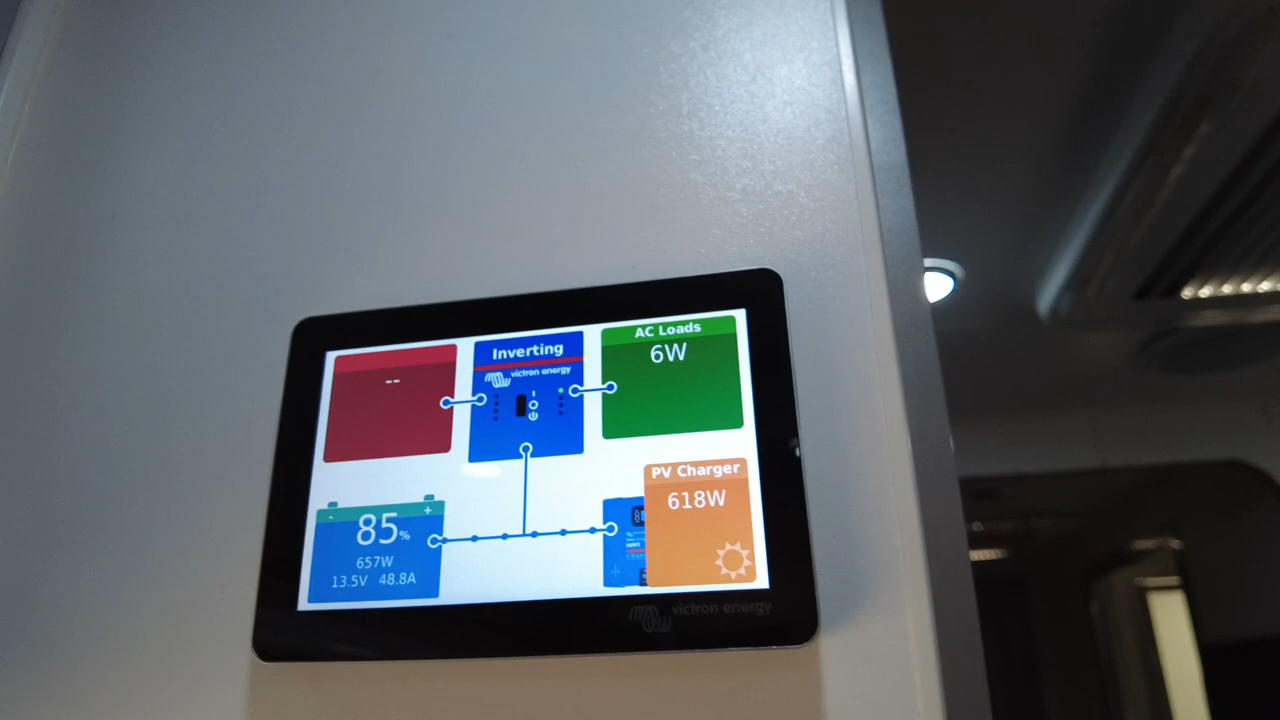 --
Inverting
victron energy
AC Loads
6W
- +
85%
657W
13.5V 48.8A
PV Charger
618W
victron energy